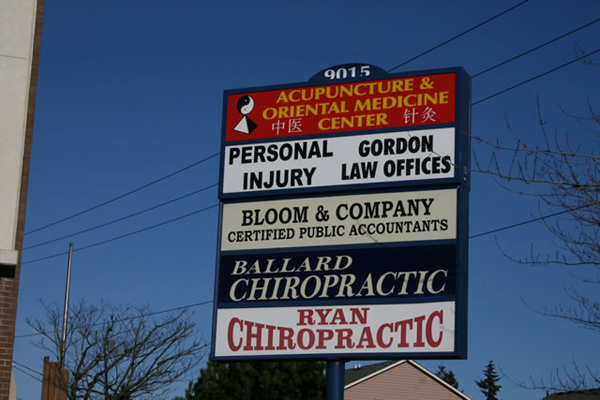 9015
ACUPUNCTURE &
ORIENTAL MEDICINE
中医 CENTER 针灸
PERSONAL INJURY
GORDON LAW OFFICES
BLOOM & COMPANY
CERTIFIED PUBLIC ACCOUNTANTS
BALLARD
CHIROPRACTIC
RYAN
CHIROPRACTIC